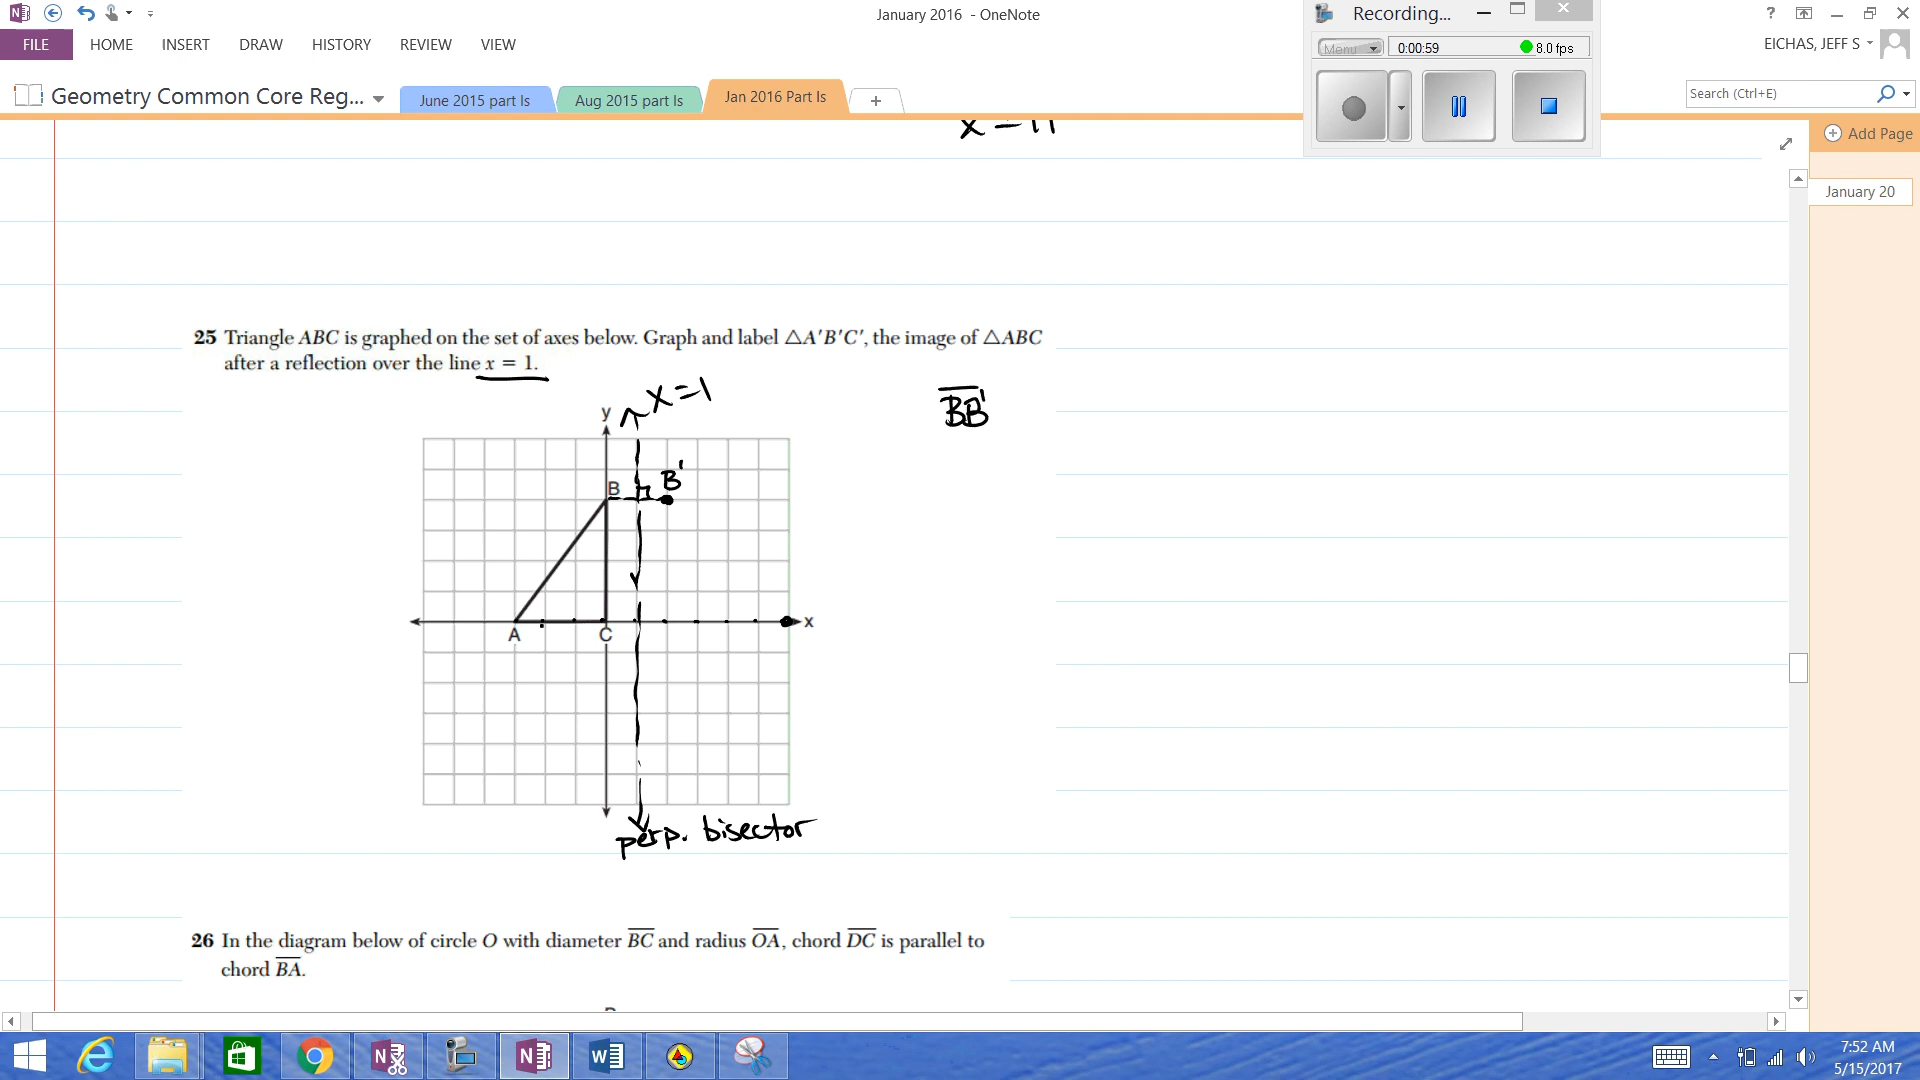 January 2016 - OneNote
Recording...
FILE HOME INSERT DRAW HISTORY REVIEW VIEW
Menu
0:00:59
8.0 fps
EICHAS, JEFF S
Geometry Common Core Reg...
June 2015 part Is
Aug 2015 part Is
Jan 2016 Part Is
Search (Ctrl+E)
Add Page
January 20
25 Triangle ABC is graphed on the set of axes below. Graph and label △A′B′C′, the image of △ABC
after a reflection over the line x = 1.
x=1
BB'
y
B
B'
x
A
C
perp. bisector
26 In the diagram below of circle O with diameter BC and radius OA, chord DC is parallel to
chord BA.
7:52 AM
5/15/2017